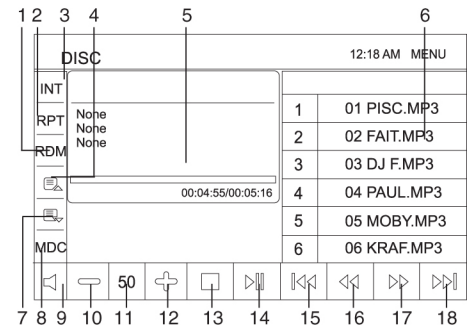 1 2 3 4 5 6
DISC 12:18 AM MENU
INT
RPT
RDM
MDC
None
None
None
00:04:55/00:05:16
1 01 PISC.MP3
2 02 FAIT.MP3
3 03 DJ F.MP3
4 04 PAUL.MP3
5 05 MOBY.MP3
6 06 KRAF.MP3
50
7 8 9 10 11 12 13 14 15 16 17 18